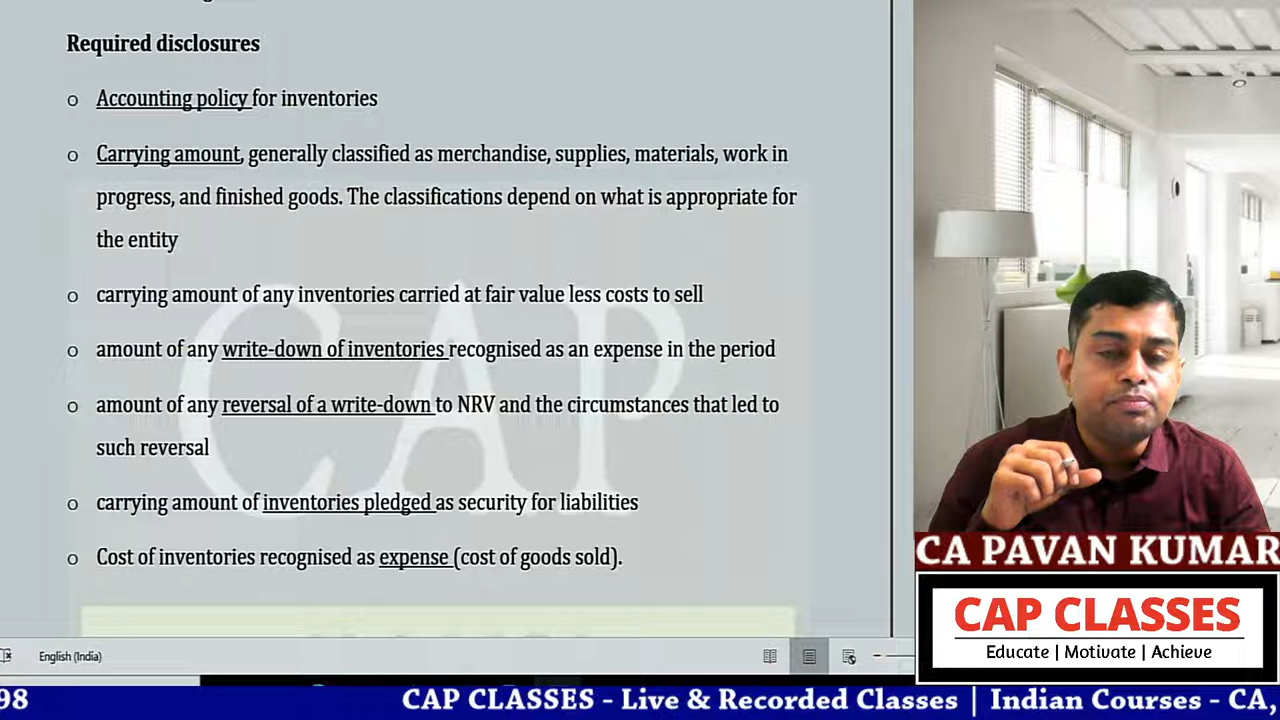 Required disclosures
o Accounting policy for inventories
o Carrying amount, generally classified as merchandise, supplies, materials, work in
progress, and finished goods. The classifications depend on what is appropriate for
the entity
o carrying amount of any inventories carried at fair value less costs to sell
o amount of any write-down of inventories recognised as an expense in the period
o amount of any reversal of a write-down to NRV and the circumstances that led to
such reversal
o carrying amount of inventories pledged as security for liabilities
o Cost of inventories recognised as expense (cost of goods sold).
CAP
English (India)
CA PAVAN KUMAR
CAP CLASSES
Educate | Motivate | Achieve
98 CAP CLASSES - Live & Recorded Classes | Indian Courses - CA,